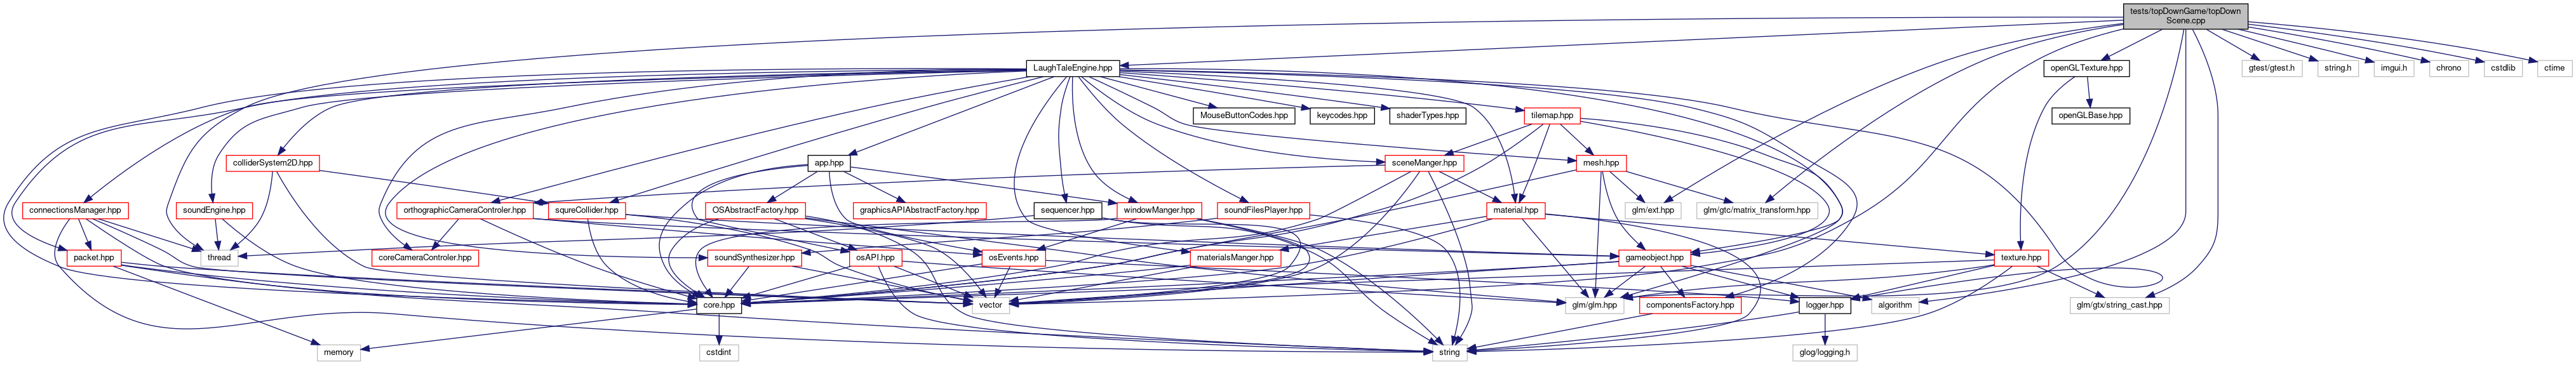 tests/topDownGame/topDown
Scene.cpp
LaughTaleEngine.hpp
openGLTexture.hpp
gtest/gtest.h
string.h
imgui.h
chrono
cstdlib
ctime
MouseButtonCodes.hpp
keycodes.hpp
shaderTypes.hpp
tilemap.hpp
openGLBase.hpp
colliderSystem2D.hpp
app.hpp
sceneManger.hpp
mesh.hpp
connectionsManager.hpp
soundEngine.hpp
orthographicCameraControler.hpp
squreCollider.hpp
OSAbstractFactory.hpp
graphicsAPIAbstractFactory.hpp
sequencer.hpp
windowManger.hpp
soundFilesPlayer.hpp
material.hpp
glm/ext.hpp
glm/gtc/matrix_transform.hpp
packet.hpp
thread
coreCameraControler.hpp
soundSynthesizer.hpp
osAPI.hpp
osEvents.hpp
materialsManger.hpp
gameobject.hpp
texture.hpp
core.hpp
vector
glm/glm.hpp
componentsFactory.hpp
algorithm
logger.hpp
glm/gtx/string_cast.hpp
memory
cstdint
string
glog/logging.h